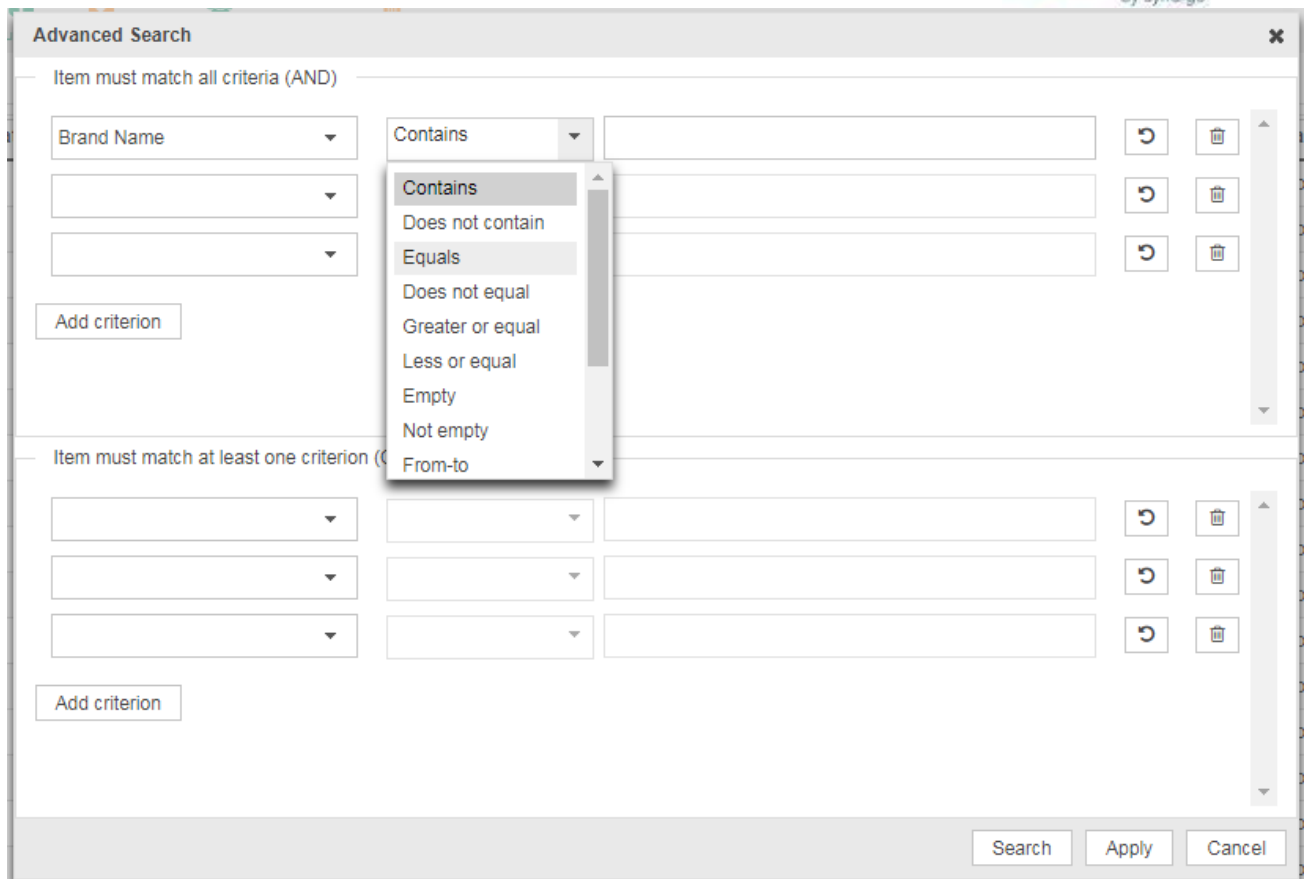 Advanced Search
Item must match all criteria (AND)
Brand Name Contains
Contains
Does not contain
Equals
Does not equal
Greater or equal
Less or equal
Empty
Not empty
From-to
Add criterion
Item must match at least one criterion
Add criterion
Search Apply Cancel